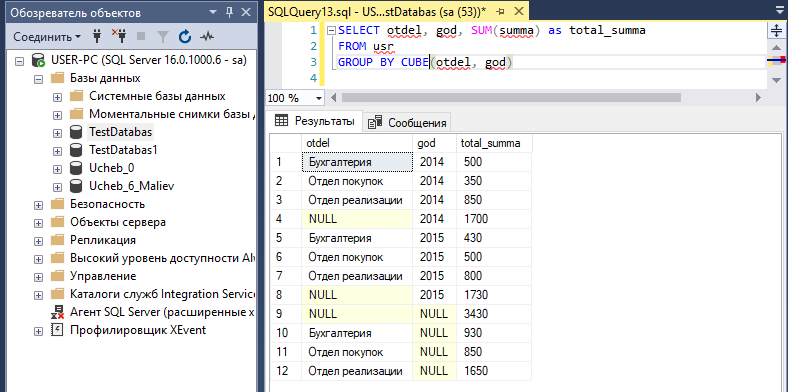 Обозреватель объектов
Соединить
USER-PC (SQL Server 16.0.1000.6 - sa)
Базы данных
Системные базы данных
Моментальные снимки базы д
TestDatabas
TestDatabas1
Ucheb_0
Ucheb_6_Maliev
Безопасность
Объекты сервера
Репликация
Высокий уровень доступности Al
Управление
Каталоги служб Integration Service
Агент SQL Server (расширенные х
Профилировщик XEvent
SQLQuery13.sql - US...stDatabas (sa (53))*
1 SELECT otdel, god, SUM(summa) as total_summa
2 FROM usr
3 GROUP BY CUBE(otdel, god)
4
100 %
Результаты Сообщения
otdel god total_summa
1 Бухгалтерия 2014 500
2 Отдел покупок 2014 350
3 Отдел реализации 2014 850
4 NULL 2014 1700
5 Бухгалтерия 2015 430
6 Отдел покупок 2015 500
7 Отдел реализации 2015 800
8 NULL 2015 1730
9 NULL NULL 3430
10 Бухгалтерия NULL 930
11 Отдел покупок NULL 850
12 Отдел реализации NULL 1650